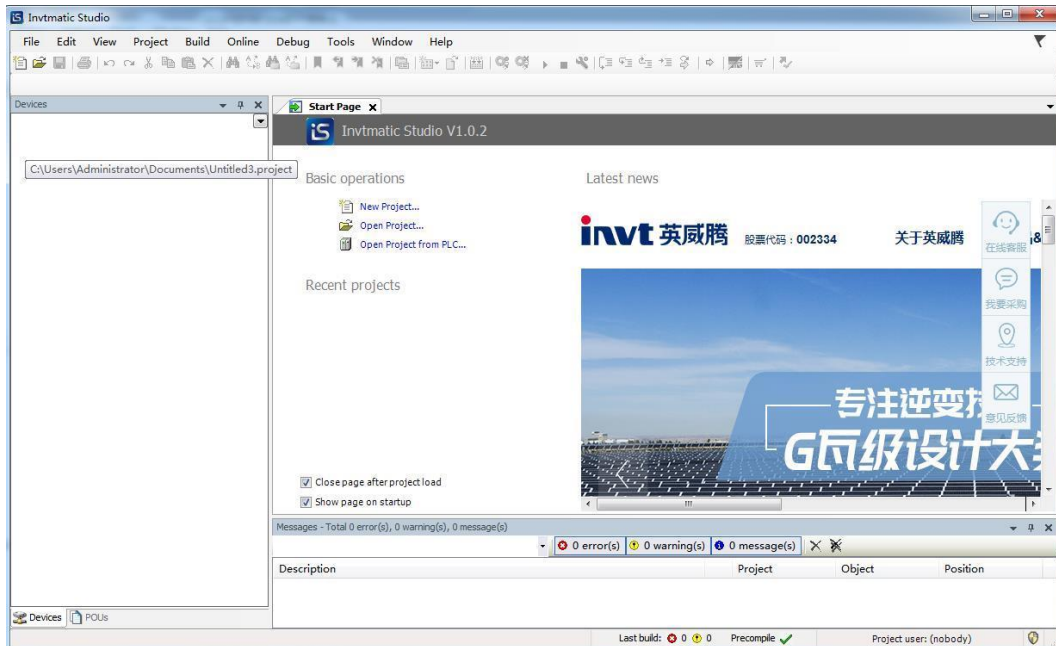 Invtmatic Studio
File Edit View Project Build Online Debug Tools Window Help
Devices
Start Page
Invtmatic Studio V1.0.2
C:\Users\Administrator\Documents\Untitled3.project
Basic operations
Latest news
New Project...
Open Project...
Open Project from PLC...
invt 英威腾 股票代码：002334 关于英威腾
在线客服
我要采购
Recent projects
技术支持
意见反馈
专注逆变技
G瓦级设计大
Close page after project load
Show page on startup
Messages - Total 0 error(s), 0 warning(s), 0 message(s)
0 error(s) 0 warning(s) 0 message(s)
Description Project Object Position
Devices POUs
Last build: 0 0 Precompile Project user: (nobody)